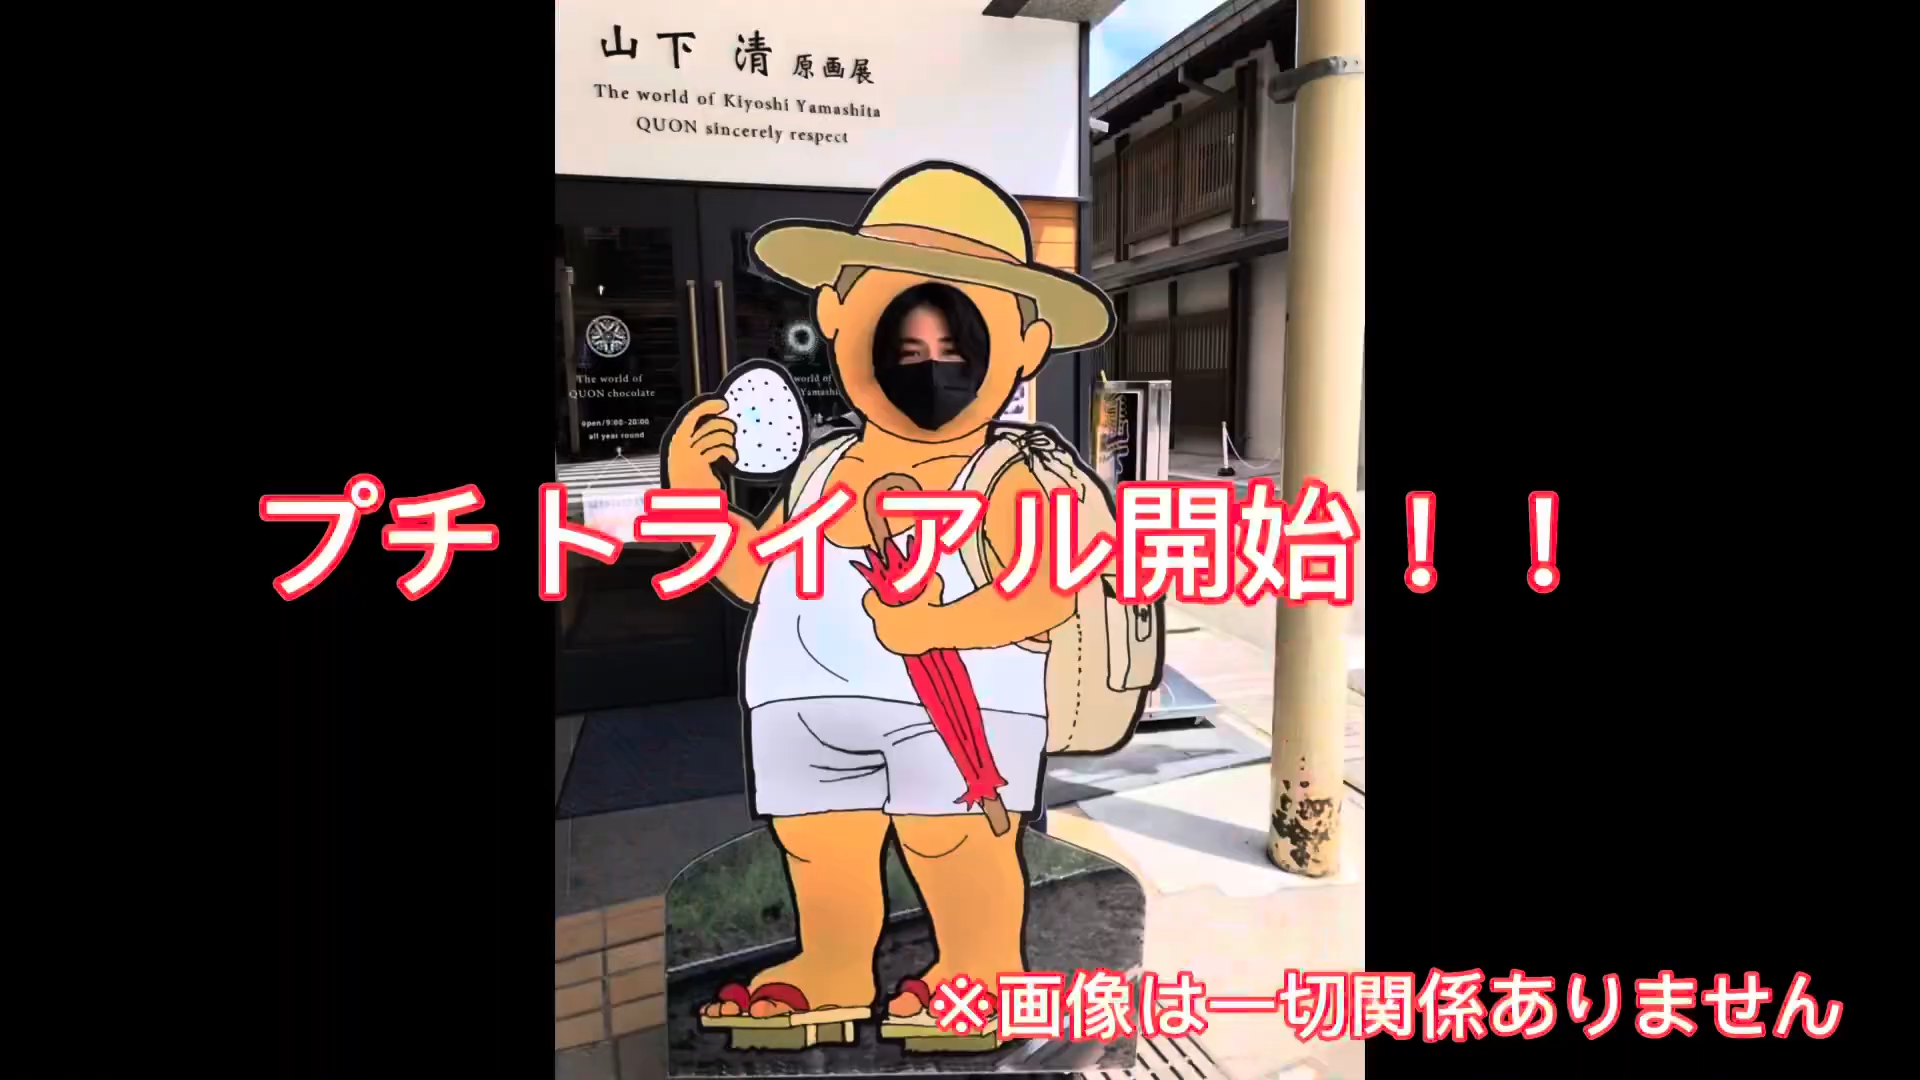 山下 清 原画展
The world of Kiyoshi Yamashita
QUON sincerely respect
The world of
QUON chocolate
open/9:00-20:00
all year round
world of
Yamashi
清
プチトライアル開始！！
※画像は一切関係ありません